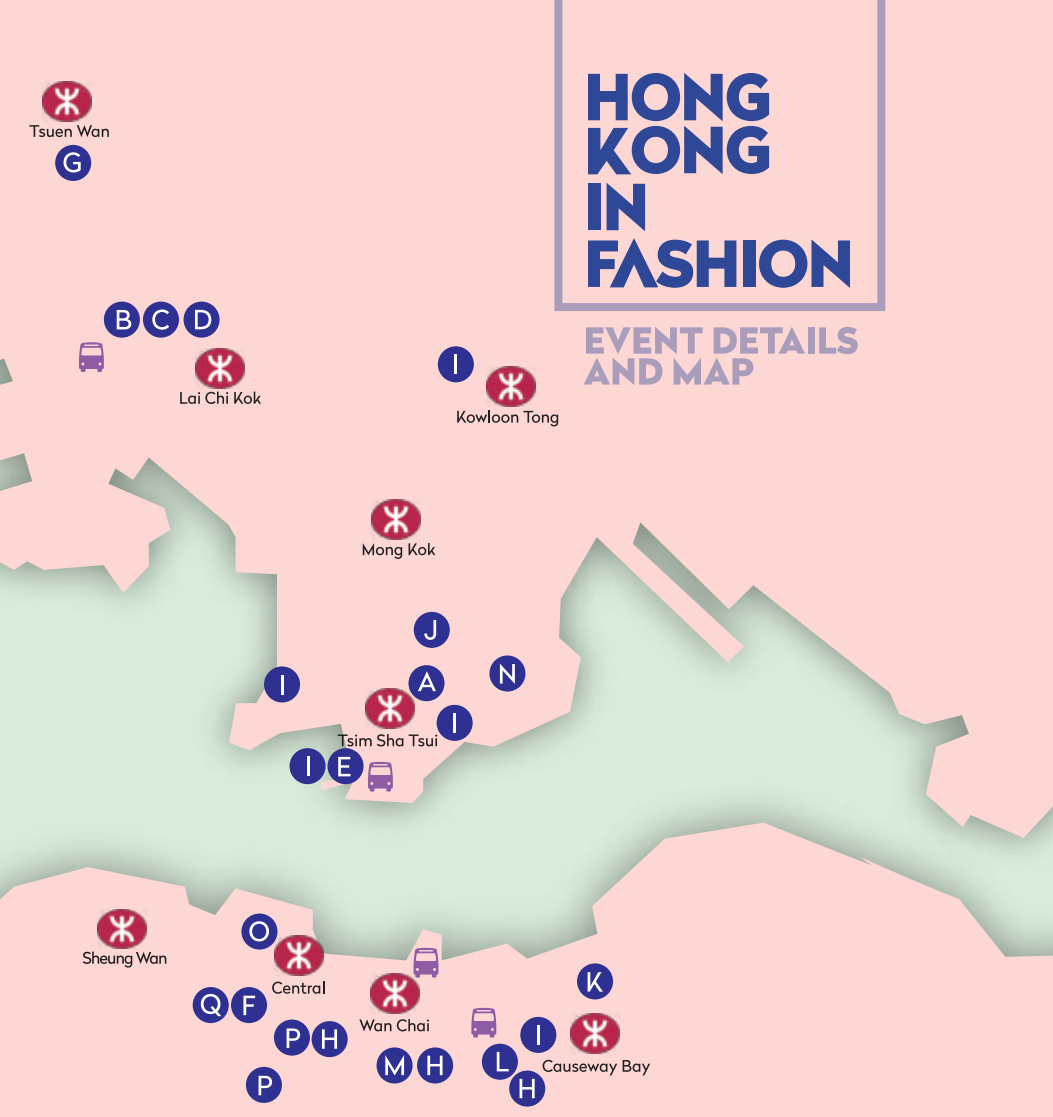 HONG
KONG
IN
FASHION
EVENT DETAILS
AND MAP
Tsuen Wan
G
B C D
Lai Chi Kok
I
Kowloon Tong
Mong Kok
J
N
A
I
I
Tsim Sha Tsui
I E
O
Sheung Wan
Central
K
Q F
Wan Chai
P H
I
Causeway Bay
M H
L
P
H